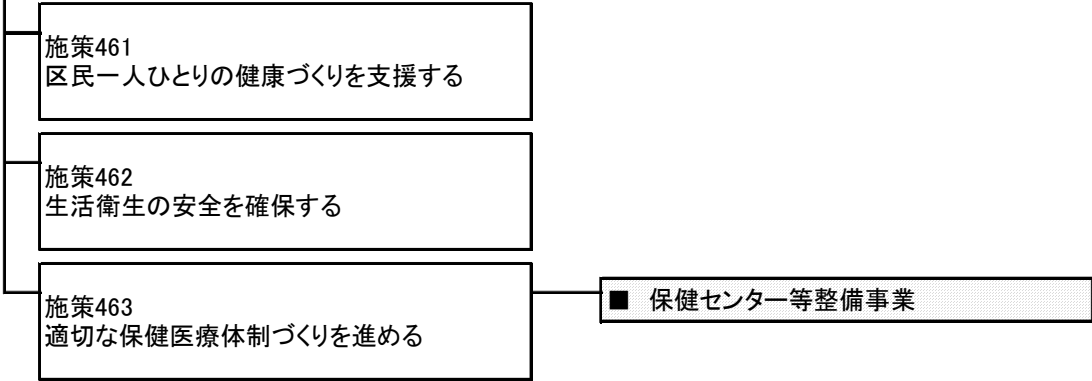 施策461
区民一人ひとりの健康づくりを支援する
施策462
生活衛生の安全を確保する
施策463
適切な保健医療体制づくりを進める
■ 保健センター等整備事業